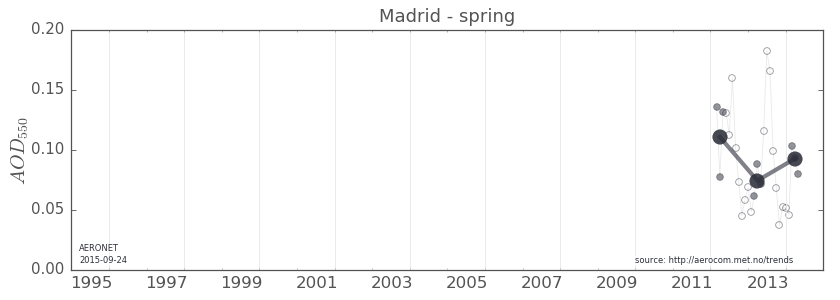 Madrid - spring
0.20
0.15
0.10
0.05
0.00
AOD550
AERONET
2015-09-24
source: http://aerocom.met.no/trends
1995 1997 1999 2001 2003 2005 2007 2009 2011 2013